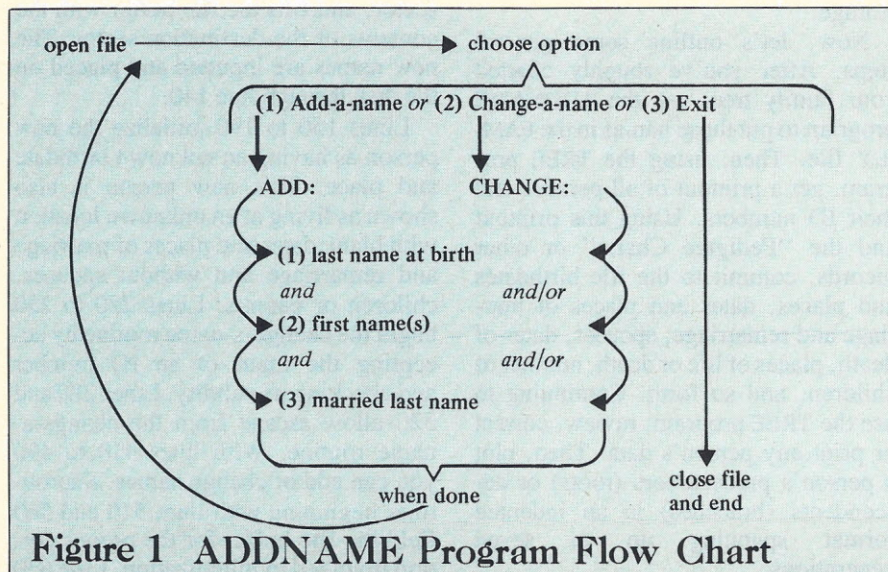 open file
choose option
(1) Add-a-name or (2) Change-a-name or (3) Exit
ADD: CHANGE:
(1) last name at birth
and and/or
(2) first name(s)
and and/or
(3) married last name
when done
close file
and end
Figure ADDNAME Program Flow Chart